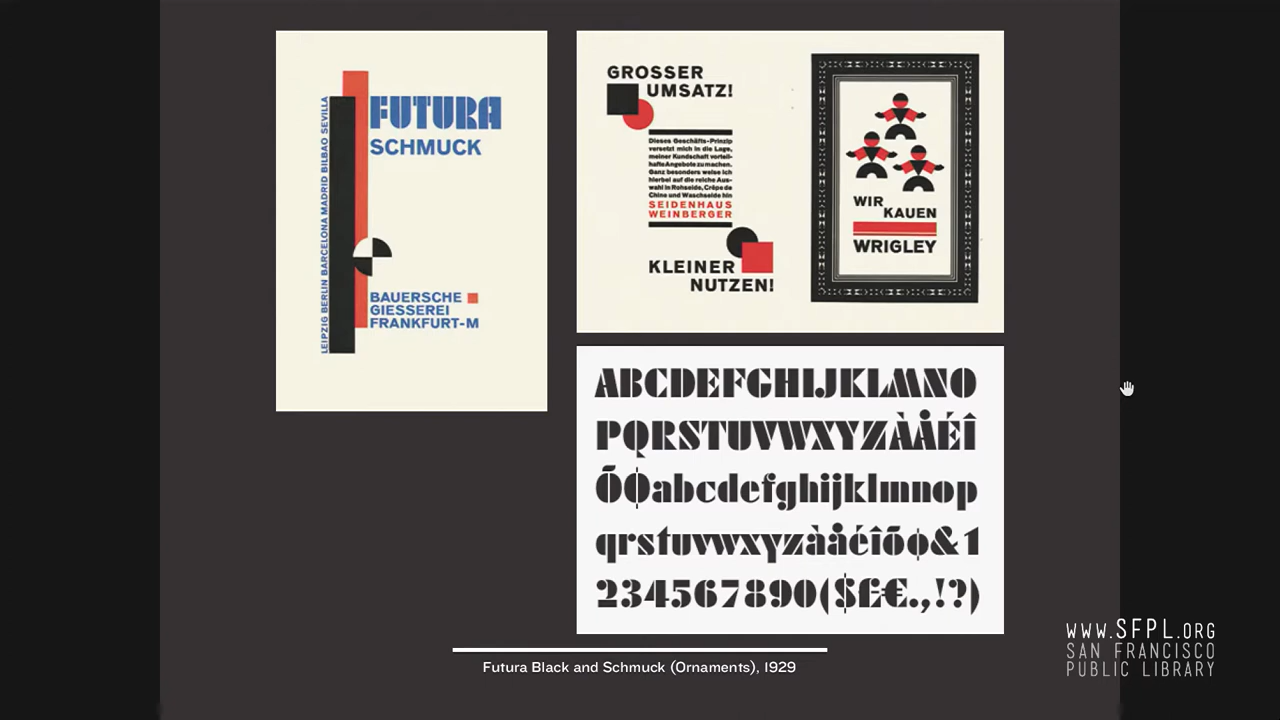 LEIPZIG BERLIN BARCELONA MADRID BILBAO SEVILLA
FUTURA
SCHMUCK
BAUERSCHE
GIESSEREI
FRANKFURT-M
GROSSER
UMSATZ!
Dieses Geschäfts-Prinzip
versetzt mich in die Lage,
meiner Kundschaft vorteil-
hafte Angebote zu machen.
Ganz besonders weise ich
hierbei auf die reiche Aus-
wahl in Rohseide, Crêpe de
Chine und Waschseide hin
SEIDENHAUS
WEINBERGER
KLEINER
NUTZEN!
WIR
KAUEN
WRIGLEY
ABCDEFGHIJKLMNO
PQRSTUVWXYZÀÅÉÎ
ÕØabcdefghijklmnop
qrstuvwxyzàåéîõø&1
234567890($£€.,!?)
Futura Black and Schmuck (Ornaments), 1929
WWW.SFPL.ORG
SAN FRANCISCO
PUBLIC LIBRARY